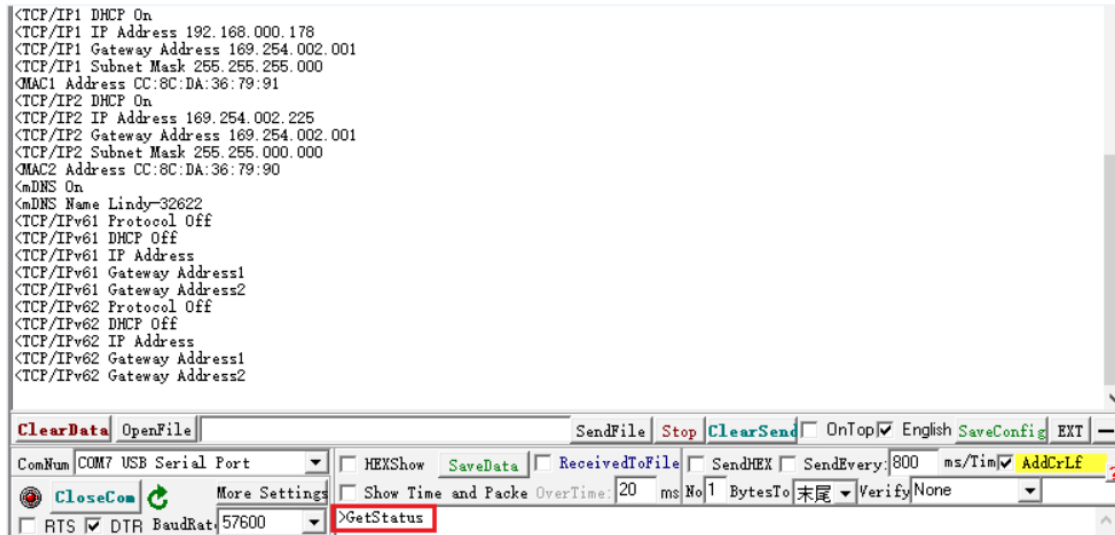 <TCP/IP1 DHCP On
<TCP/IP1 IP Address 192.168.000.178
<TCP/IP1 Gateway Address 169.254.002.001
<TCP/IP1 Subnet Mask 255.255.255.000
<MAC1 Address CC:8C:DA:36:79:91
<TCP/IP2 DHCP On
<TCP/IP2 IP Address 169.254.002.225
<TCP/IP2 Gateway Address 169.254.002.001
<TCP/IP2 Subnet Mask 255.255.000.000
<MAC2 Address CC:8C:DA:36:79:90
<mDNS On
<mDNS Name Lindy-32622
<TCP/IPv61 Protocol Off
<TCP/IPv61 DHCP Off
<TCP/IPv61 IP Address
<TCP/IPv61 Gateway Address1
<TCP/IPv61 Gateway Address2
<TCP/IPv62 Protocol Off
<TCP/IPv62 DHCP Off
<TCP/IPv62 IP Address
<TCP/IPv62 Gateway Address1
<TCP/IPv62 Gateway Address2
ClearData OpenFile SendFile Stop ClearSend OnTop English SaveConfig EXT —
ComNum COM7 USB Serial Port HEXShow SaveData ReceivedToFile SendHEX SendEvery: 800 ms/Tim AddCrLf
CloseCom More Settings Show Time and Packe OverTime: 20 ms No 1 BytesTo 末尾 Verify None ?
RTS DTR BaudRat: 57600 >GetStatus